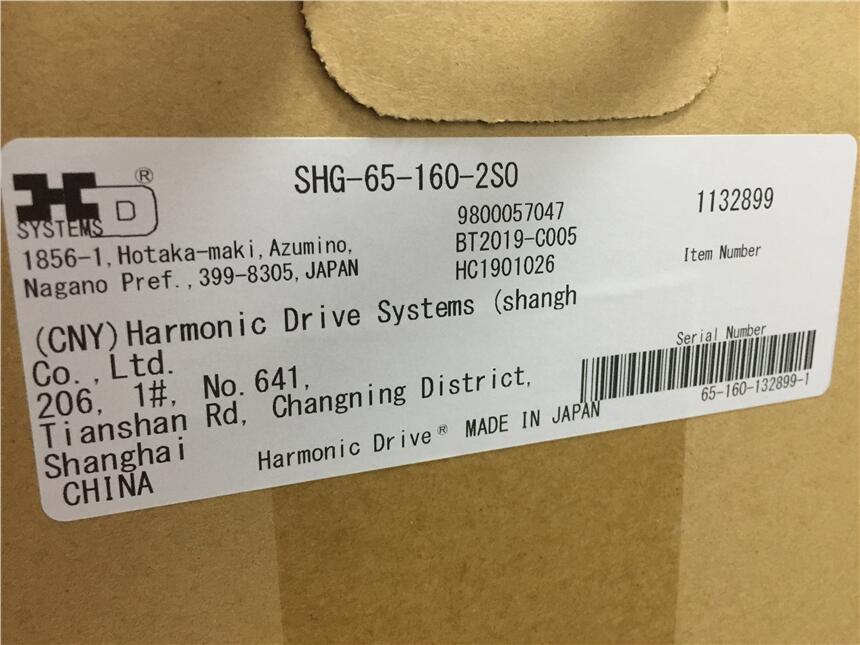 SHG-65-160-2SO
HD®
SYSTEMS
1856-1, Hotaka-maki, Azumino,
Nagano Pref., 399-8305, JAPAN
9800057047
BT2019-C005
HC1901026
1132899
Item Number
(CNY)Harmonic Drive Systems (shangh
Co., Ltd.
206, 1#, No. 641,
Tianshan Rd, Changning District,
Shanghai
CHINA
Serial Number
65-160-132899-1
Harmonic Drive® MADE IN JAPAN